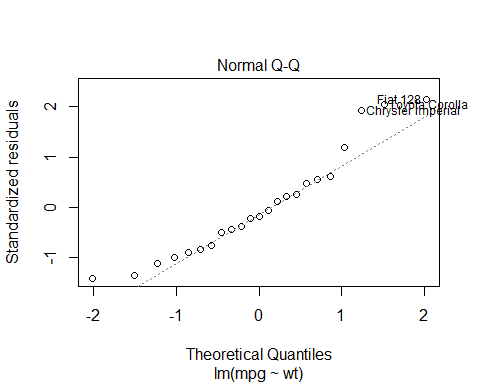 Normal Q-Q
Standardized residuals
2
1
0
-1
Fiat 128
Toyota Corolla
Chrysler Imperial
-2
-1
0
1
2
Theoretical Quantiles
lm(mpg ~ wt)